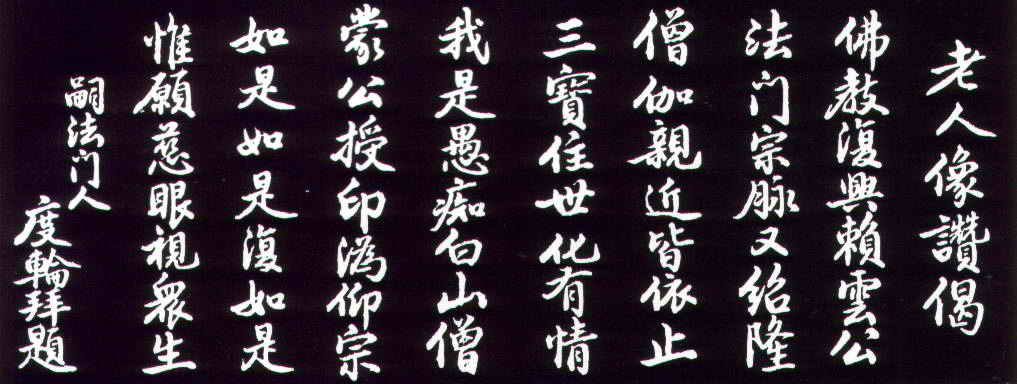 老人像讚偈
佛教復興賴雲公
法门宗脉又紹隆
僧伽親近皆依止
三寶住世化有情
我是愚痴白山僧
蒙公授印溈仰宗
如是如是復如是
惟願慈眼視衆生
嗣法门人
度輪拜題